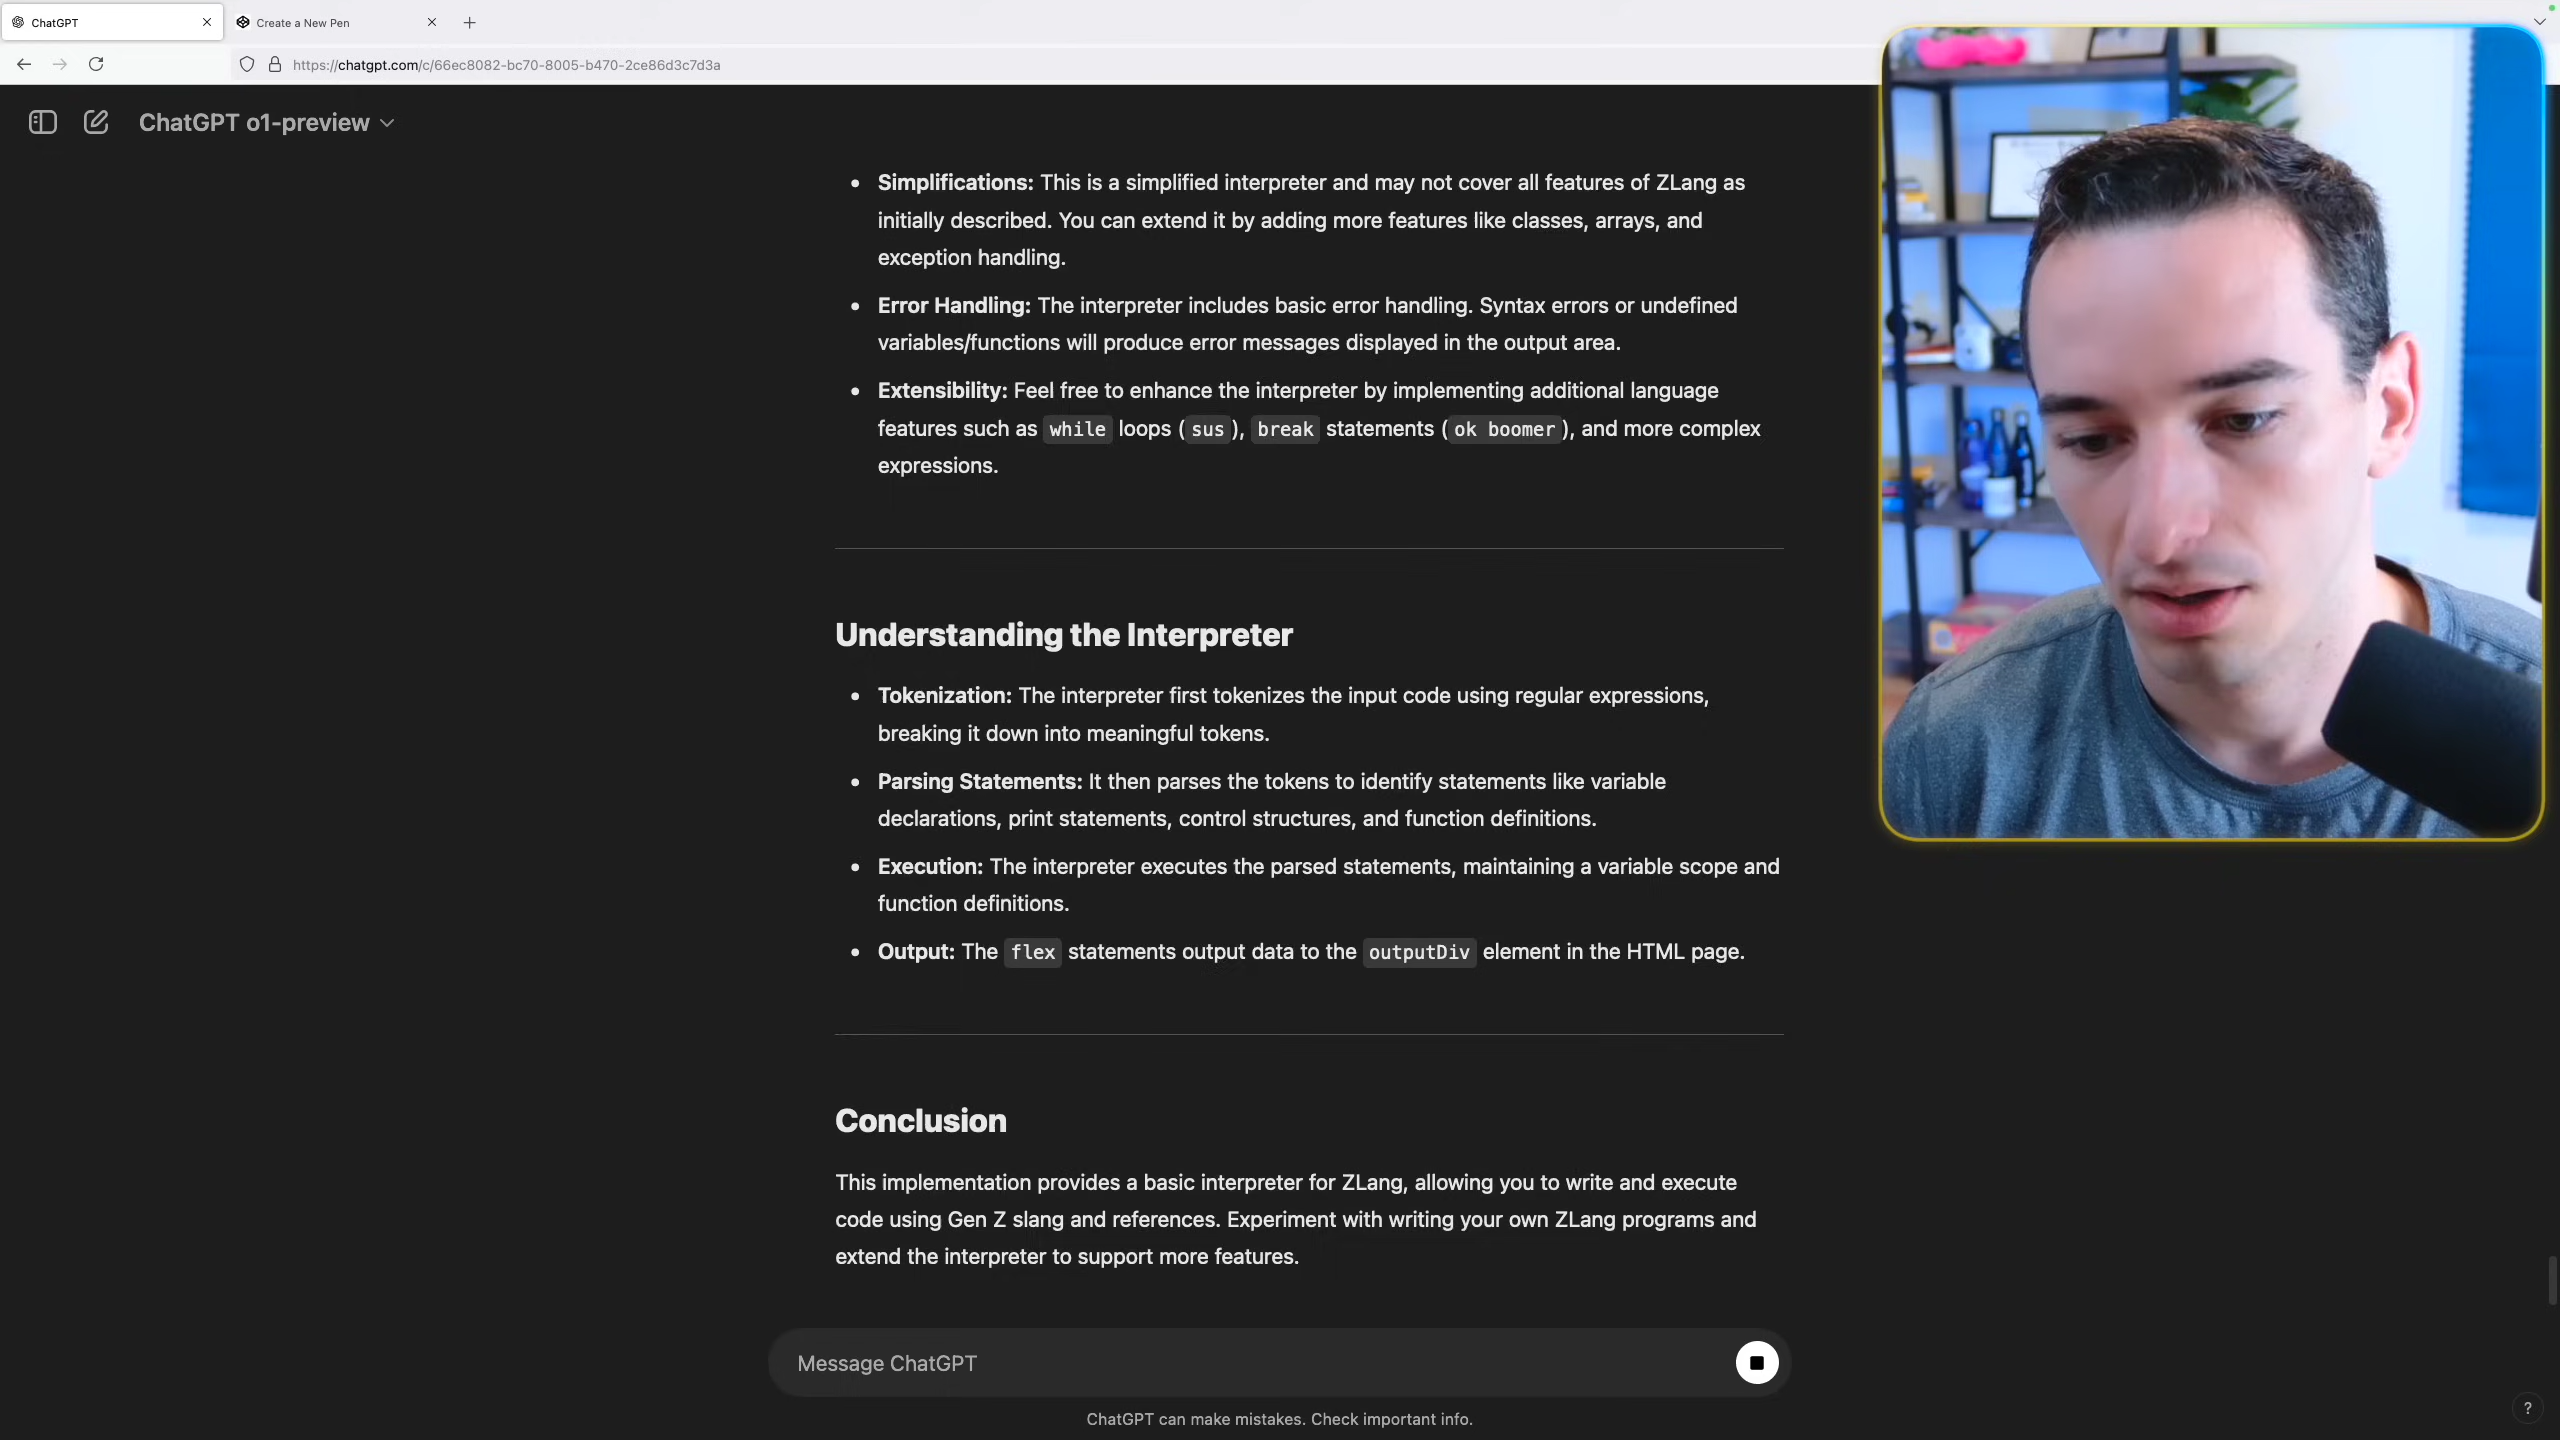 ChatGPT
Create a New Pen
https://chatgpt.com/c/66ec8082-bc70-8005-b470-2ce86d3c7d3a
ChatGPT o1-preview
• Simplifications: This is a simplified interpreter and may not cover all features of ZLang as
initially described. You can extend it by adding more features like classes, arrays, and
exception handling.
• Error Handling: The interpreter includes basic error handling. Syntax errors or undefined
variables/functions will produce error messages displayed in the output area.
• Extensibility: Feel free to enhance the interpreter by implementing additional language
features such as while loops ( sus ), break statements ( ok boomer ), and more complex
expressions.
Understanding the Interpreter
• Tokenization: The interpreter first tokenizes the input code using regular expressions,
breaking it down into meaningful tokens.
• Parsing Statements: It then parses the tokens to identify statements like variable
declarations, print statements, control structures, and function definitions.
• Execution: The interpreter executes the parsed statements, maintaining a variable scope and
function definitions.
• Output: The flex statements output data to the outputDiv element in the HTML page.
Conclusion
This implementation provides a basic interpreter for ZLang, allowing you to write and execute
code using Gen Z slang and references. Experiment with writing your own ZLang programs and
extend the interpreter to support more features.
Message ChatGPT
ChatGPT can make mistakes. Check important info.
?